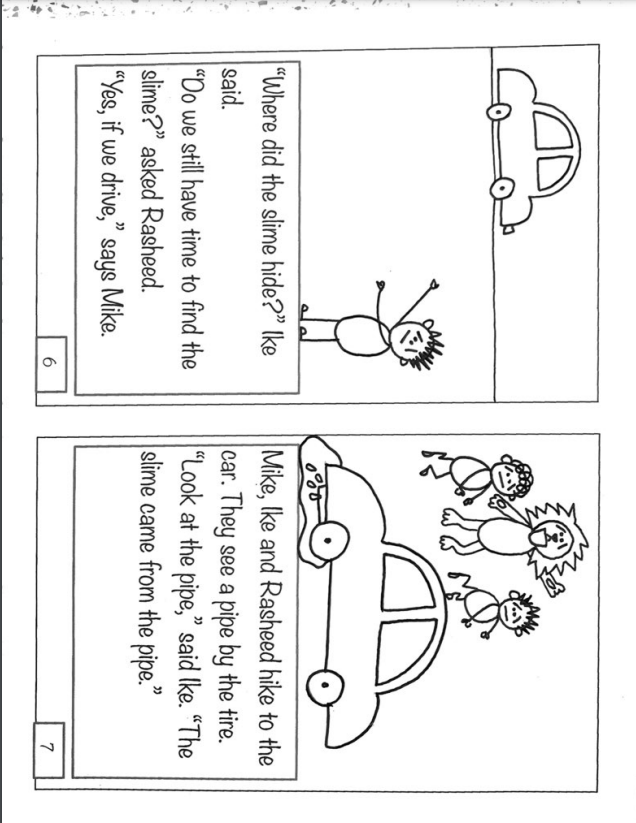 “Where did the slime hide?” Ike
said.
“Do we still have time to find the
slime?” asked Rasheed.
“Yes, if we drive,” says Mike.
6
Mike, Ike and Rasheed hike to the
car. They see a pipe by the tire.
“Look at the pipe,” said Ike. “The
slime came from the pipe.”
7